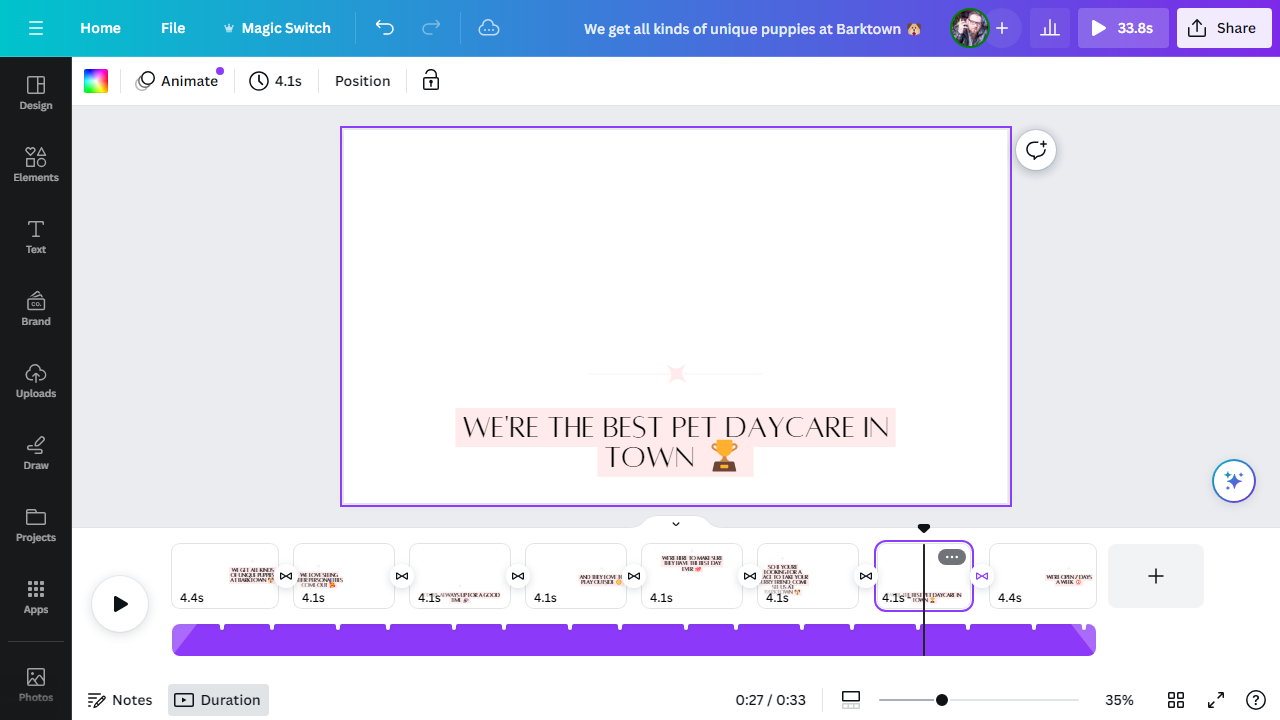 Home
File
Magic Switch
We get all kinds of unique puppies at Barktown 🐶
33.8s
Share
Design
Elements
Text
CO.
Brand
Uploads
Draw
Projects
Apps
Photos
Animate
4.1s
Position
WE'RE THE BEST PET DAYCARE IN
TOWN 🏆
WE GET ALL KINDS
OF UNIQUE PUPPIES
AT BARKTOWN
4.4s
WE LOVE SEEING
THEIR PERSONALITIES
COME OUT
4.1s
ALWAYS UP FOR A GOOD
TIME
4.1s
AND THEY LOVE TO
PLAY OUTSIDE
4.1s
WE'RE HERE TO MAKE SURE
THEY HAVE THE BEST DAY
EVER
4.1s
SO IF YOU'RE
LOOKING FOR A
PLACE TO TAKE YOUR
FURRY FRIEND, COME
SEE US AT
BARKTOWN
4.1s
THE BEST PET DAYCARE IN
TOWN
4.1s
WE'RE OPEN 7 DAYS
A WEEK
4.4s
Notes
Duration
0:27 / 0:33
35%